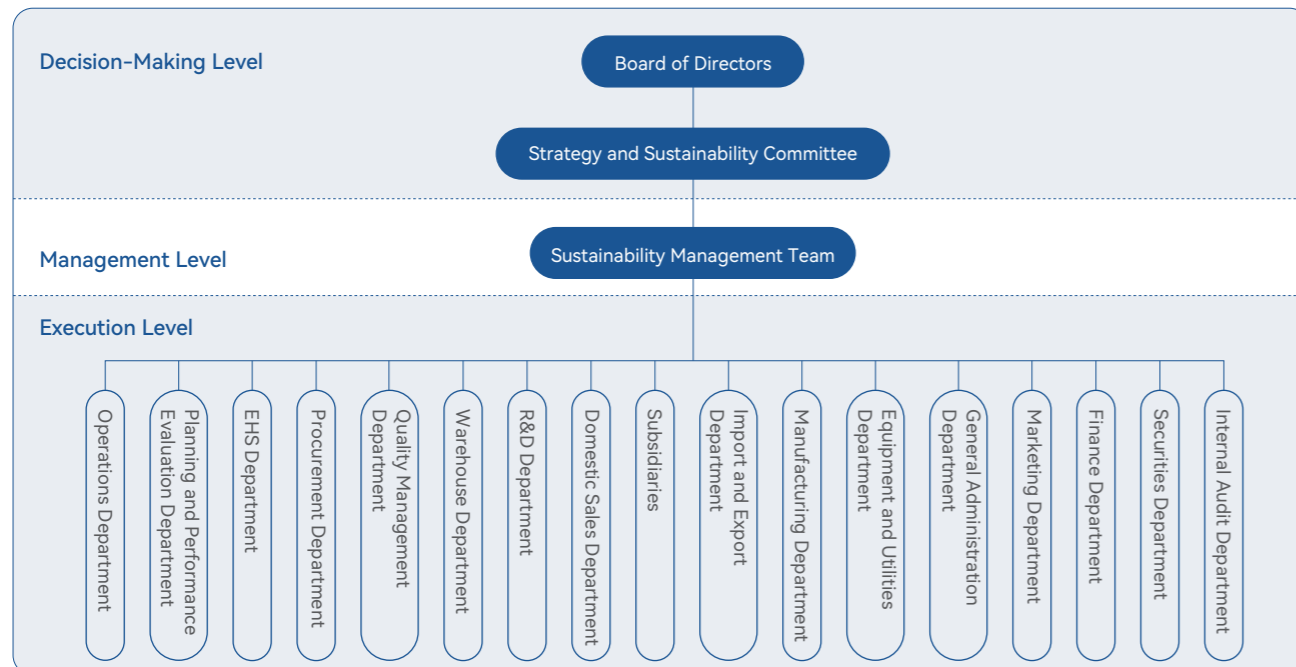 Decision-Making Level
Board of Directors
Strategy and Sustainability Committee
Management Level
Sustainability Management Team
Execution Level
Operations Department
Planning and Performance
Evaluation Department
EHS Department
Procurement Department
Quality Management
Department
Warehouse Department
R&D Department
Domestic Sales Department
Subsidiaries
Import and Export
Department
Manufacturing Department
Equipment and Utilities
Department
General Administration
Department
Marketing Department
Finance Department
Securities Department
Internal Audit Department